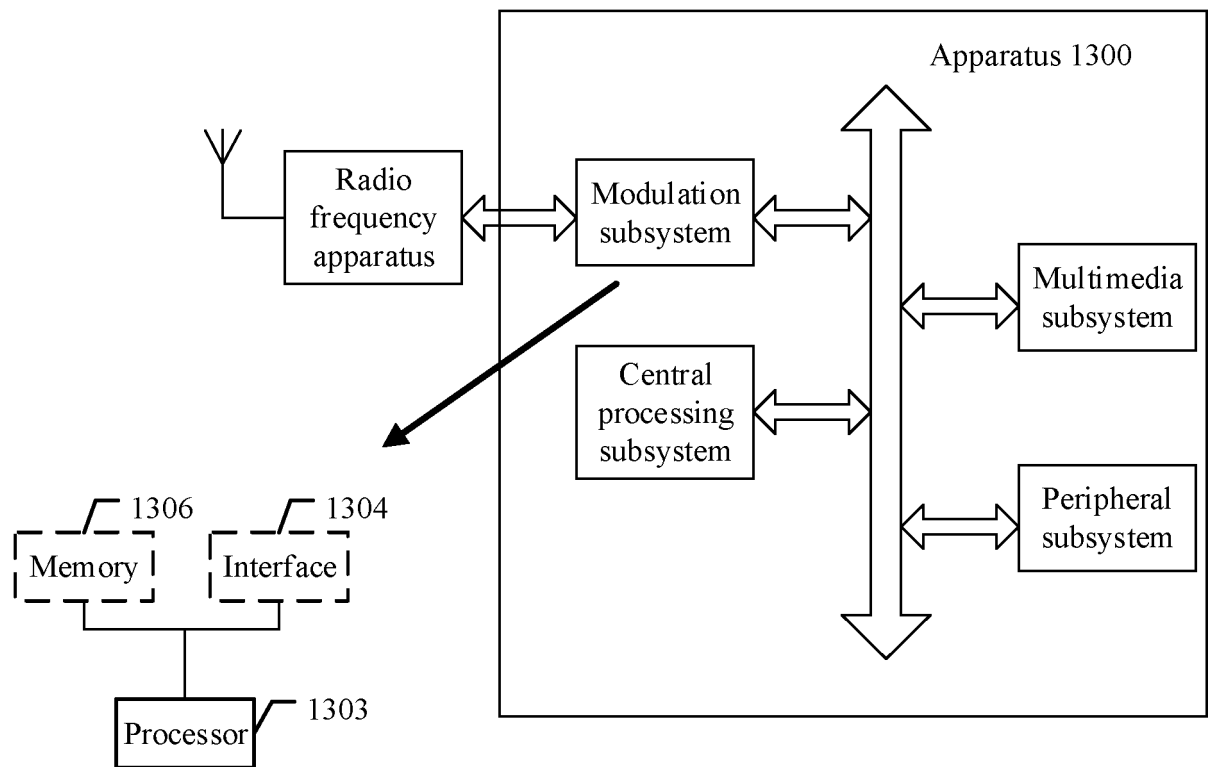 Apparatus 1300
Radio
frequency
apparatus
Modulation
subsystem
Multimedia
subsystem
Central
processing
subsystem
Peripheral
subsystem
1306
1304
Memory
Interface
1303
Processor